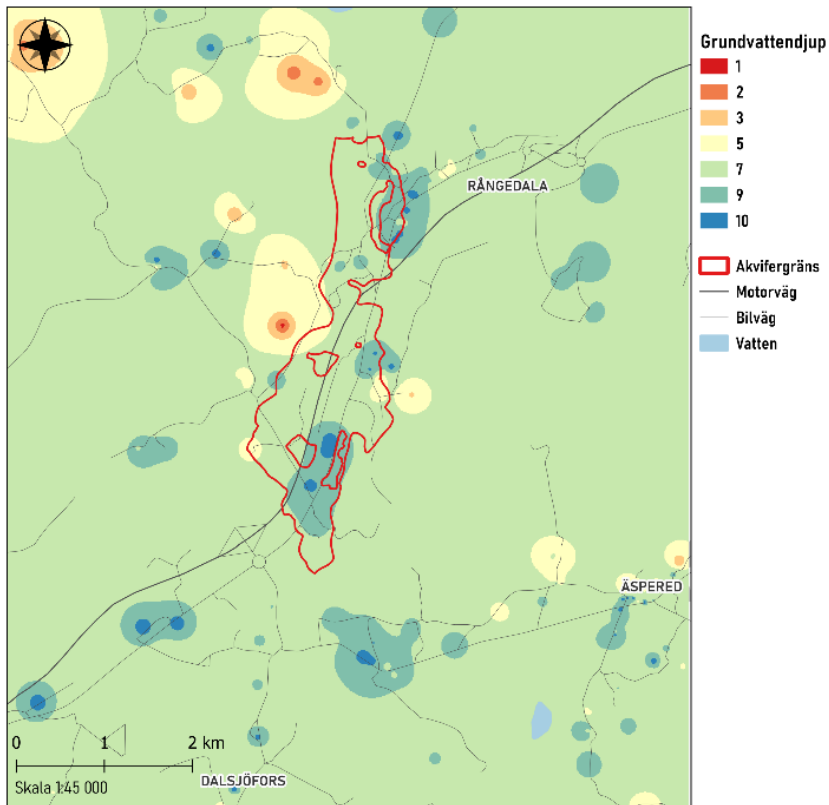 Grundvattendjup
1
2
3
5
7
9
10
Akvifergräns
Motorväg
Bilväg
Vatten
RÅNGEDALA
ÄSPERED
DALSJÖFORS
0 1 2 km
Skala 1:45 000